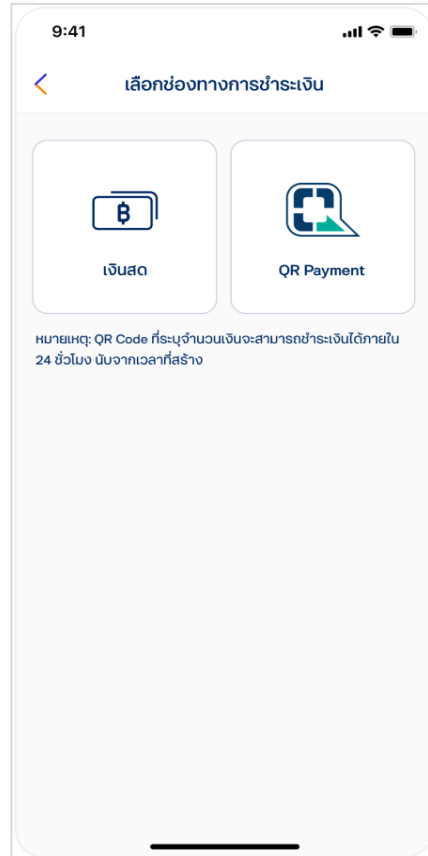 9:41
เลือกช่องทางการชำระเงิน
฿
เงินสด
QR Payment
หมายเหตุ: QR Code ที่ระบุจำนวนเงินจะสามารถชำระเงินได้ภายใน
24 ชั่วโมง นับจากเวลาที่สร้าง